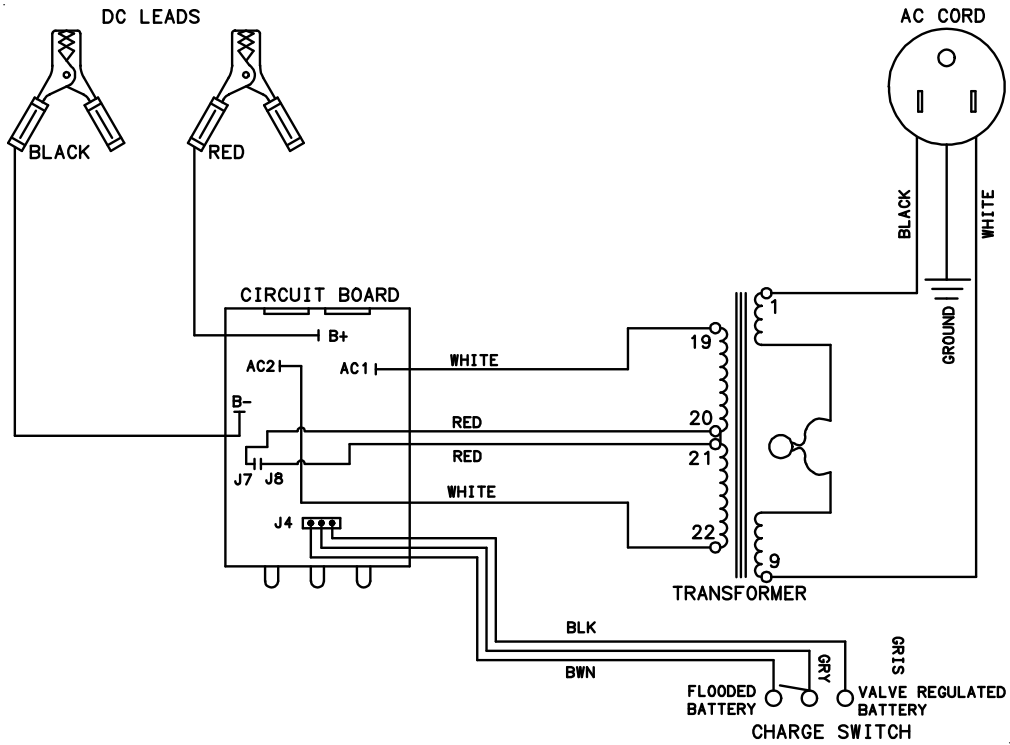 DC LEADS
AC CORD
BLACK
RED
BLACK
WHITE
GROUND
CIRCUIT BOARD
B+
AC2
AC1
WHITE
19
1
B-
RED
20
RED
21
J7
J8
WHITE
J4
22
9
TRANSFORMER
BLK
GRIS
GRY
BWN
FLOODED
BATTERY
VALVE REGULATED
BATTERY
CHARGE SWITCH